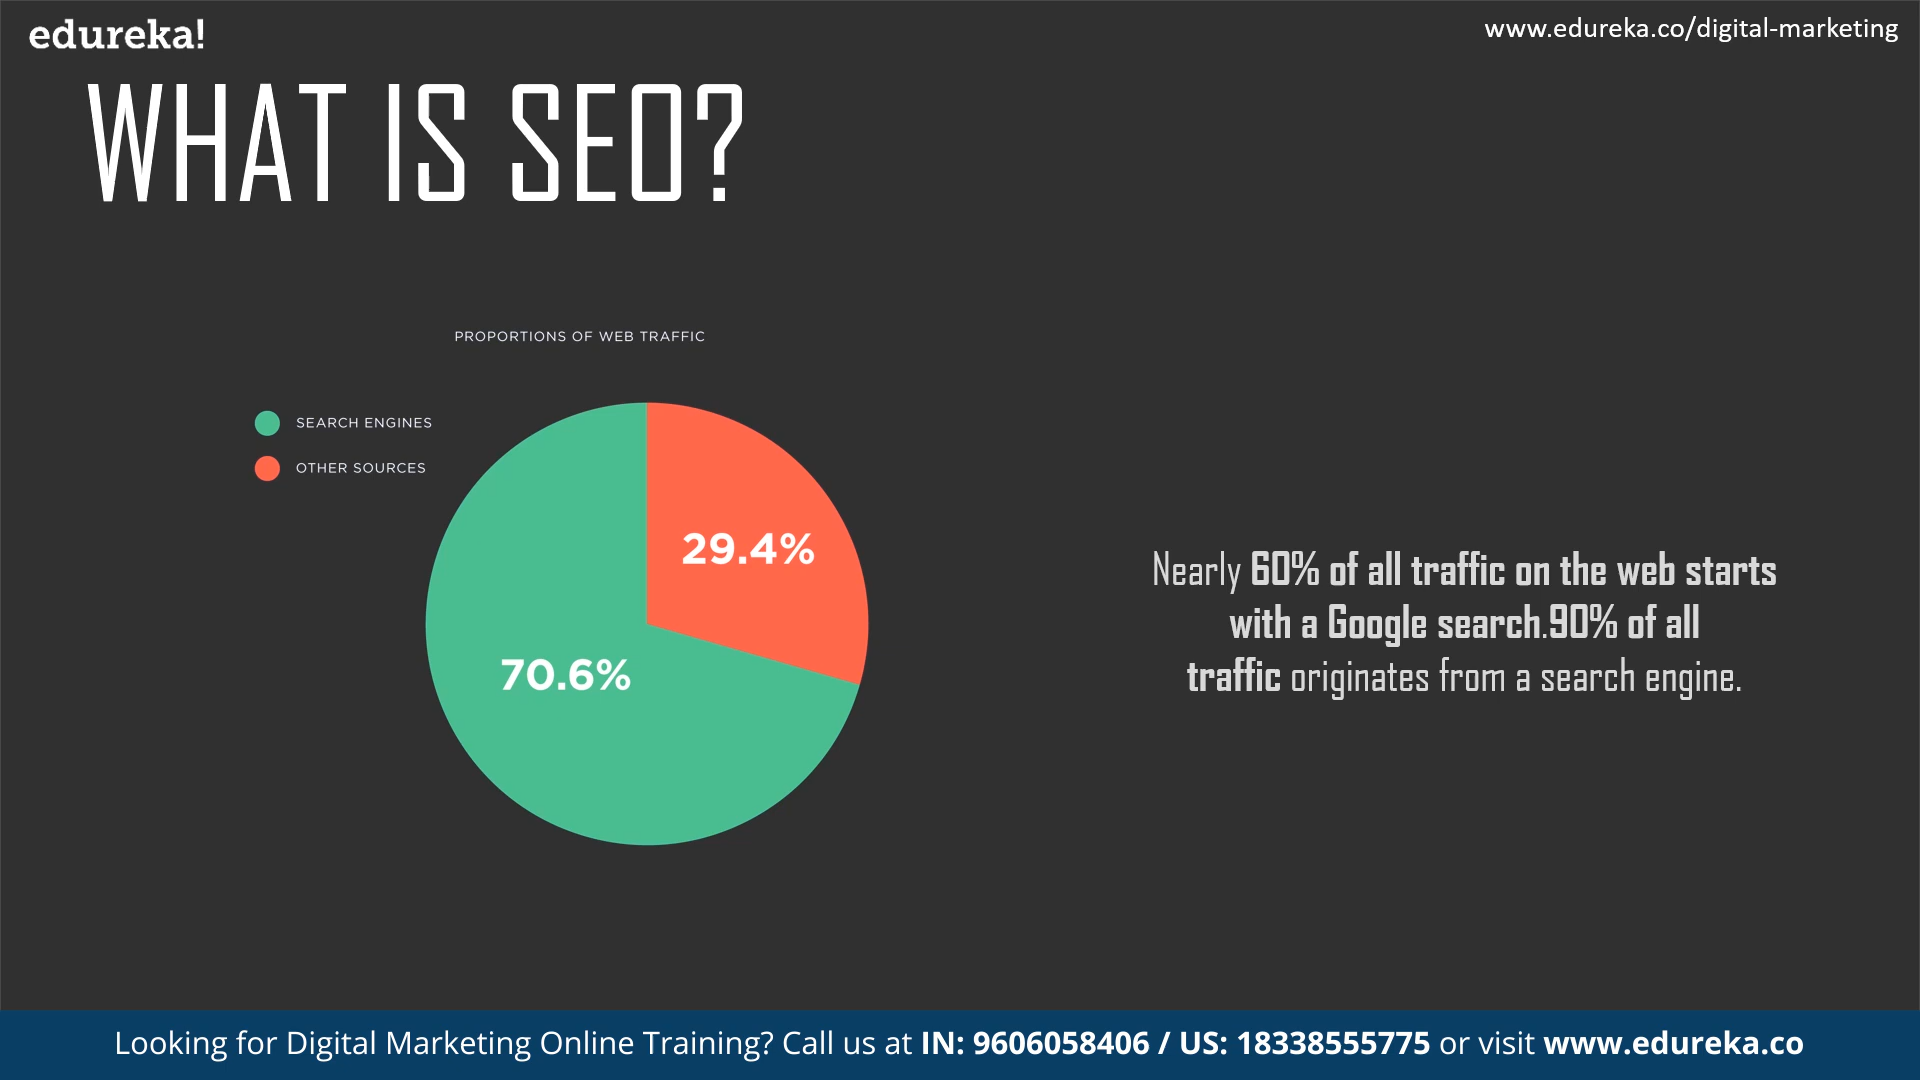 edureka!
www.edureka.co/digital-marketing
WHAT IS SEO?
PROPORTIONS OF WEB TRAFFIC
SEARCH ENGINES
OTHER SOURCES
29.4%
70.6%
Nearly 60% of all traffic on the web starts
with a Google search.90% of all
traffic originates from a search engine.
Looking for Digital Marketing Online Training? Call us at IN: 9606058406 / US: 18338555775 or visit www.edureka.co